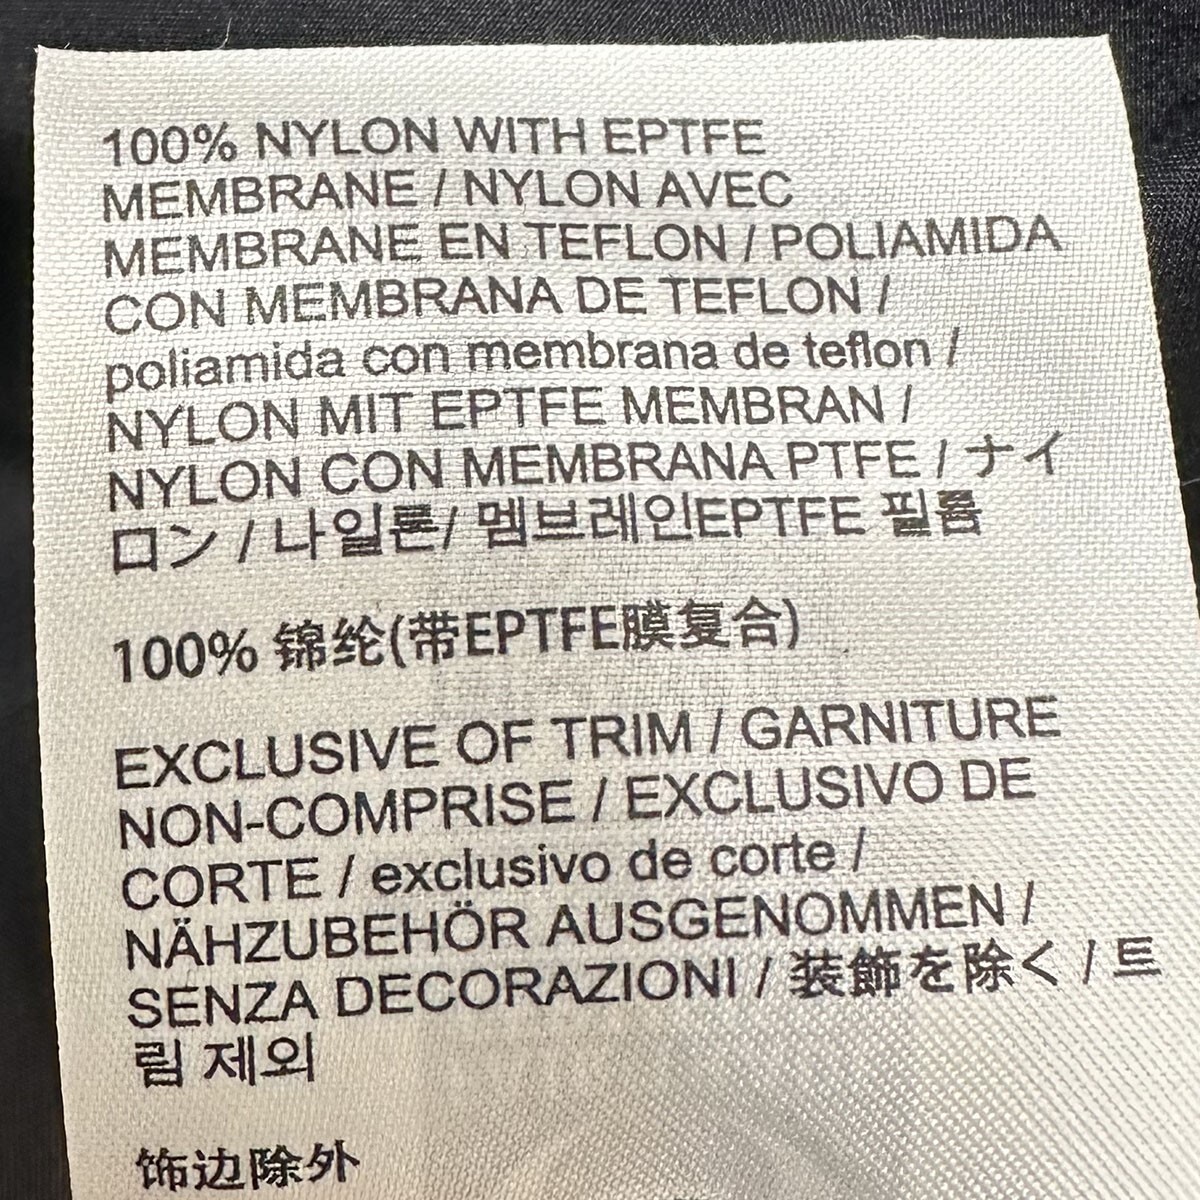 100% NYLON WITH EPTFE
MEMBRANE / NYLON AVEC
MEMBRANE EN TEFLON / POLIAMIDA
CON MEMBRANA DE TEFLON /
poliamida con membrana de teflon /
NYLON MIT EPTFE MEMBRAN /
NYLON CON MEMBRANA PTFE / ナイ
ロン / 나일론/ 멤브레인EPTFE 필름
100% 锦纶(带EPTFE膜复合)
EXCLUSIVE OF TRIM / GARNITURE
NON-COMPRISE / EXCLUSIVO DE
CORTE / exclusivo de corte /
NÄHZUBEHÖR AUSGENOMMEN /
SENZA DECORAZIONI / 装飾を除く / 트
림 제외
饰边除外